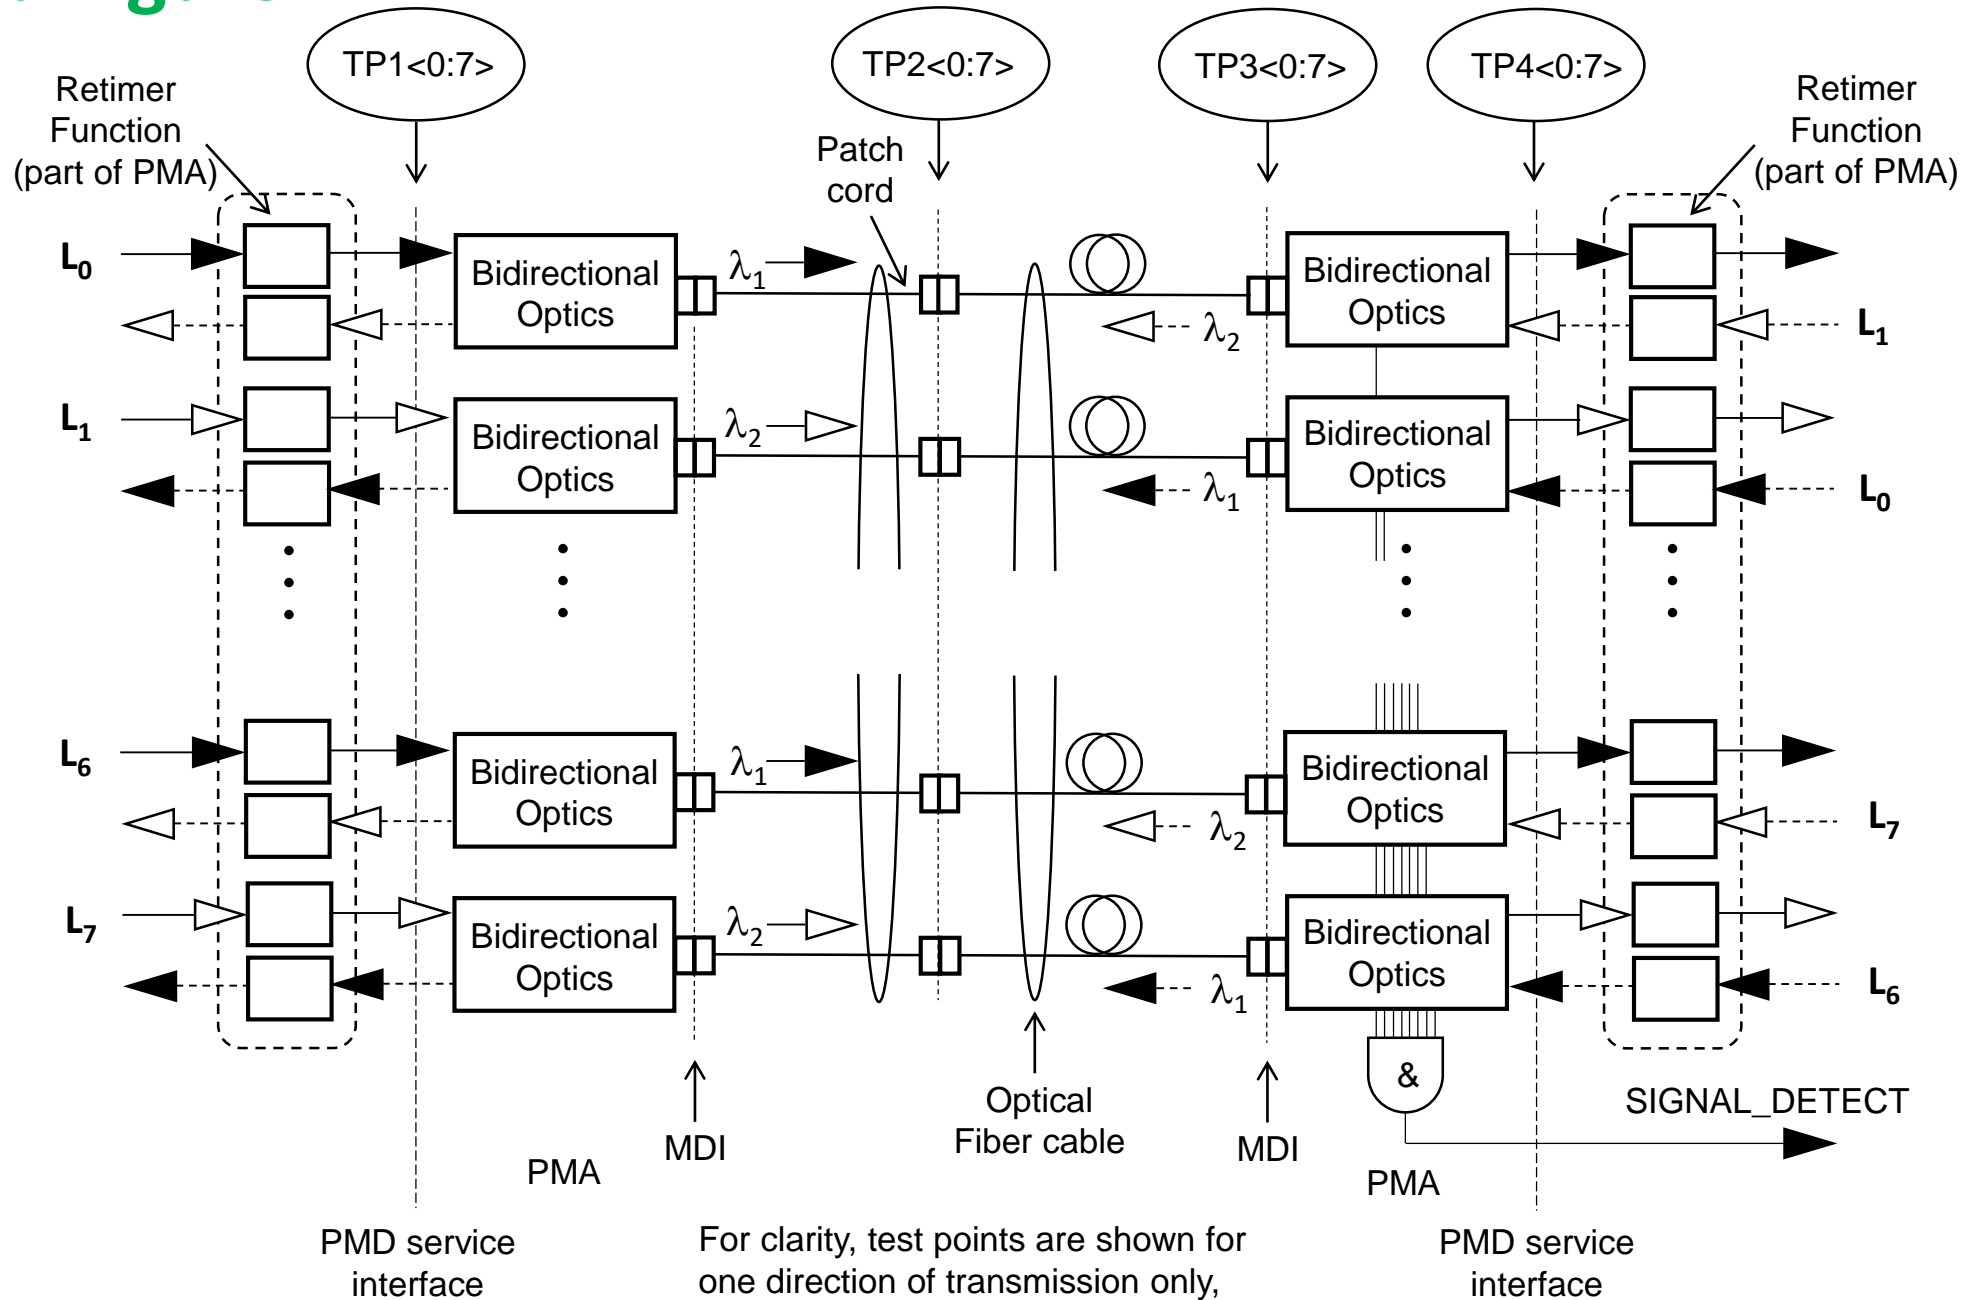 TP1<0:7>
TP2<0:7>
TP3<0:7>
TP4<0:7>
Retimer
Function
(part of PMA)
Patch
cord
Retimer
Function
(part of PMA)
L0
Bidirectional
Optics
λ1
λ2
Bidirectional
Optics
L1
L1
Bidirectional
Optics
λ2
λ1
Bidirectional
Optics
L0
L6
Bidirectional
Optics
λ1
λ2
Bidirectional
Optics
L7
L7
Bidirectional
Optics
λ2
λ1
Bidirectional
Optics
L6
&
SIGNAL_DETECT
MDI
Optical
Fiber cable
MDI
PMA
PMA
PMD service
interface
For clarity, test points are shown for
one direction of transmission only,
PMD service
interface